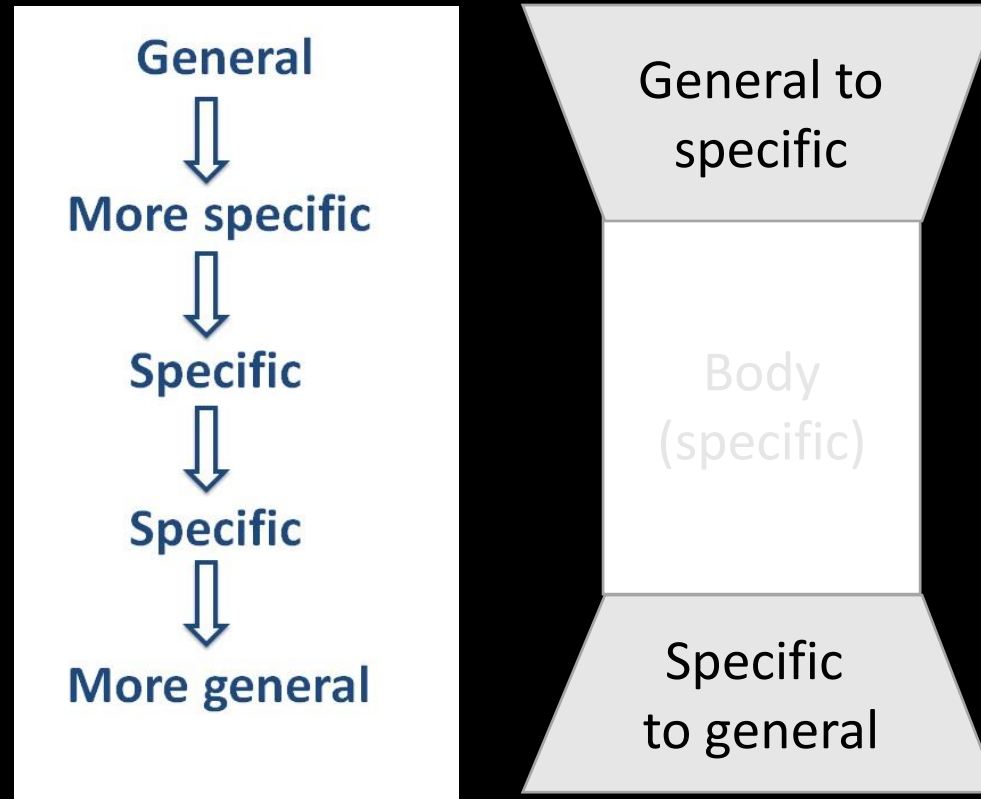 General
More specific
Specific
Specific
More general
General to
specific
Body
(specific)
Specific
to general